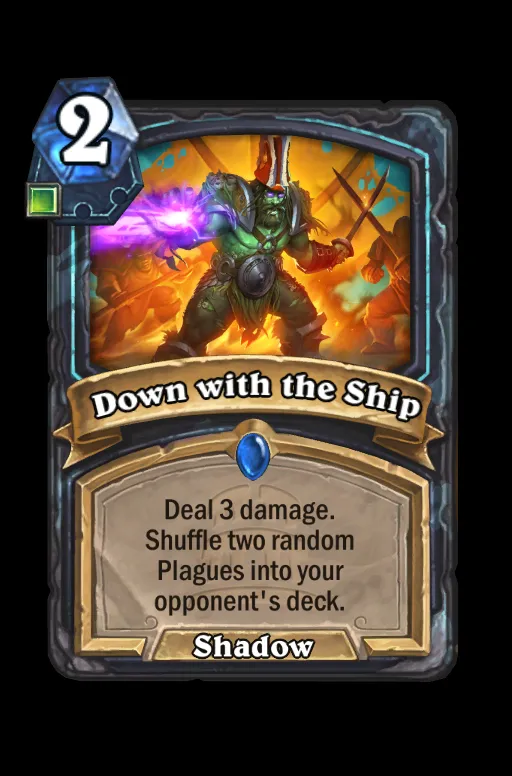 2
Down with the Ship
Deal 3 damage.
Shuffle two random
Plagues into your
opponent's deck.
Shadow